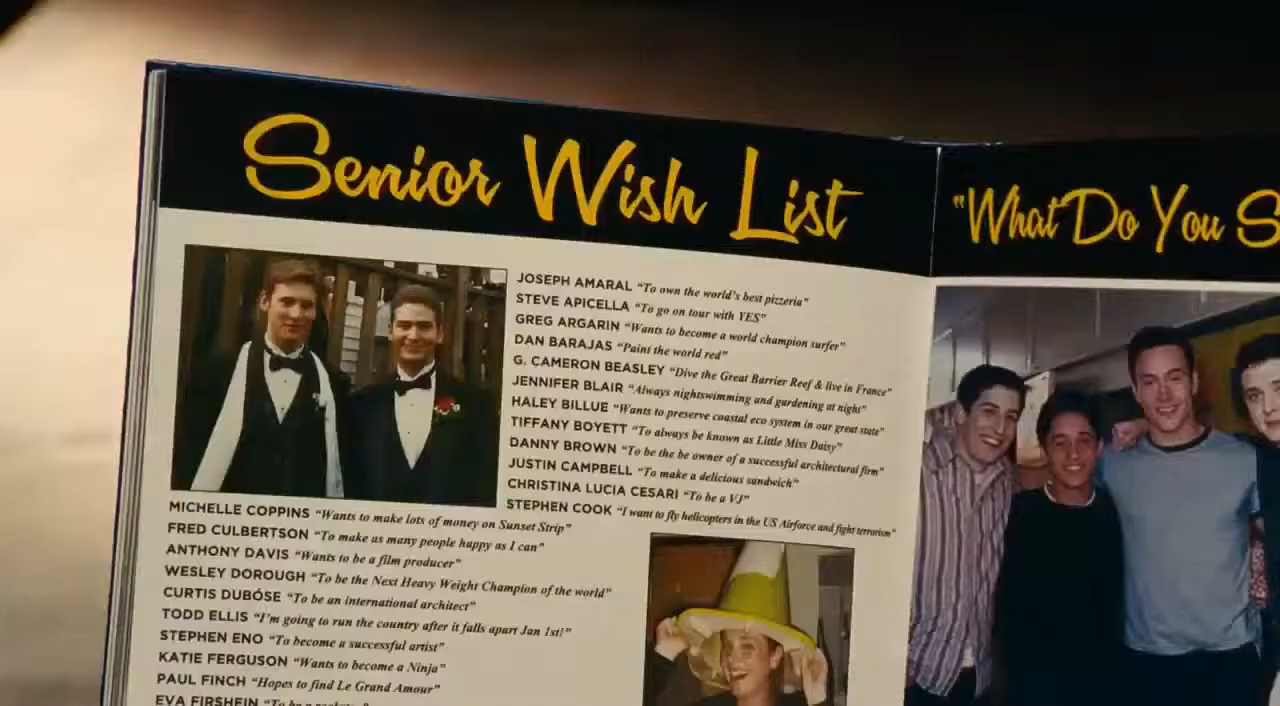 Senior Wish List
"What Do You S
JOSEPH AMARAL "To own the world's best pizzeria"
STEVE APICELLA "To go on tour with YES"
GREG ARGARIN "Wants to become a world champion surfer"
DAN BARAJAS "Paint the world red"
G. CAMERON BEASLEY "Dive the Great Barrier Reef & live in France"
JENNIFER BLAIR "Always nightswimming and gardening at night"
HALEY BILLUE "Wants to preserve coastal eco system in our great state"
TIFFANY BOYETT "To always be known as Little Miss Daisy"
DANNY BROWN "To be the be owner of a successful architectural firm"
JUSTIN CAMPBELL "To make a delicious sandwich"
CHRISTINA LUCIA CESARI "To be a VJ"
STEPHEN COOK "I want to fly helicopters in the US Airforce and fight terrorism"
MICHELLE COPPINS "Wants to make lots of money on Sunset Strip"
FRED CULBERTSON "To make as many people happy as I can"
ANTHONY DAVIS "Wants to be a film producer"
WESLEY DOROUGH "To be the Next Heavy Weight Champion of the world"
CURTIS DUBÓSE "To be an international architect"
TODD ELLIS "I'm going to run the country after it falls apart Jan 1st!"
STEPHEN ENO "To become a successful artist"
KATIE FERGUSON "Wants to become a Ninja"
PAUL FINCH "Hopes to find Le Grand Amour"
EVA FIRSHEIN "To be a